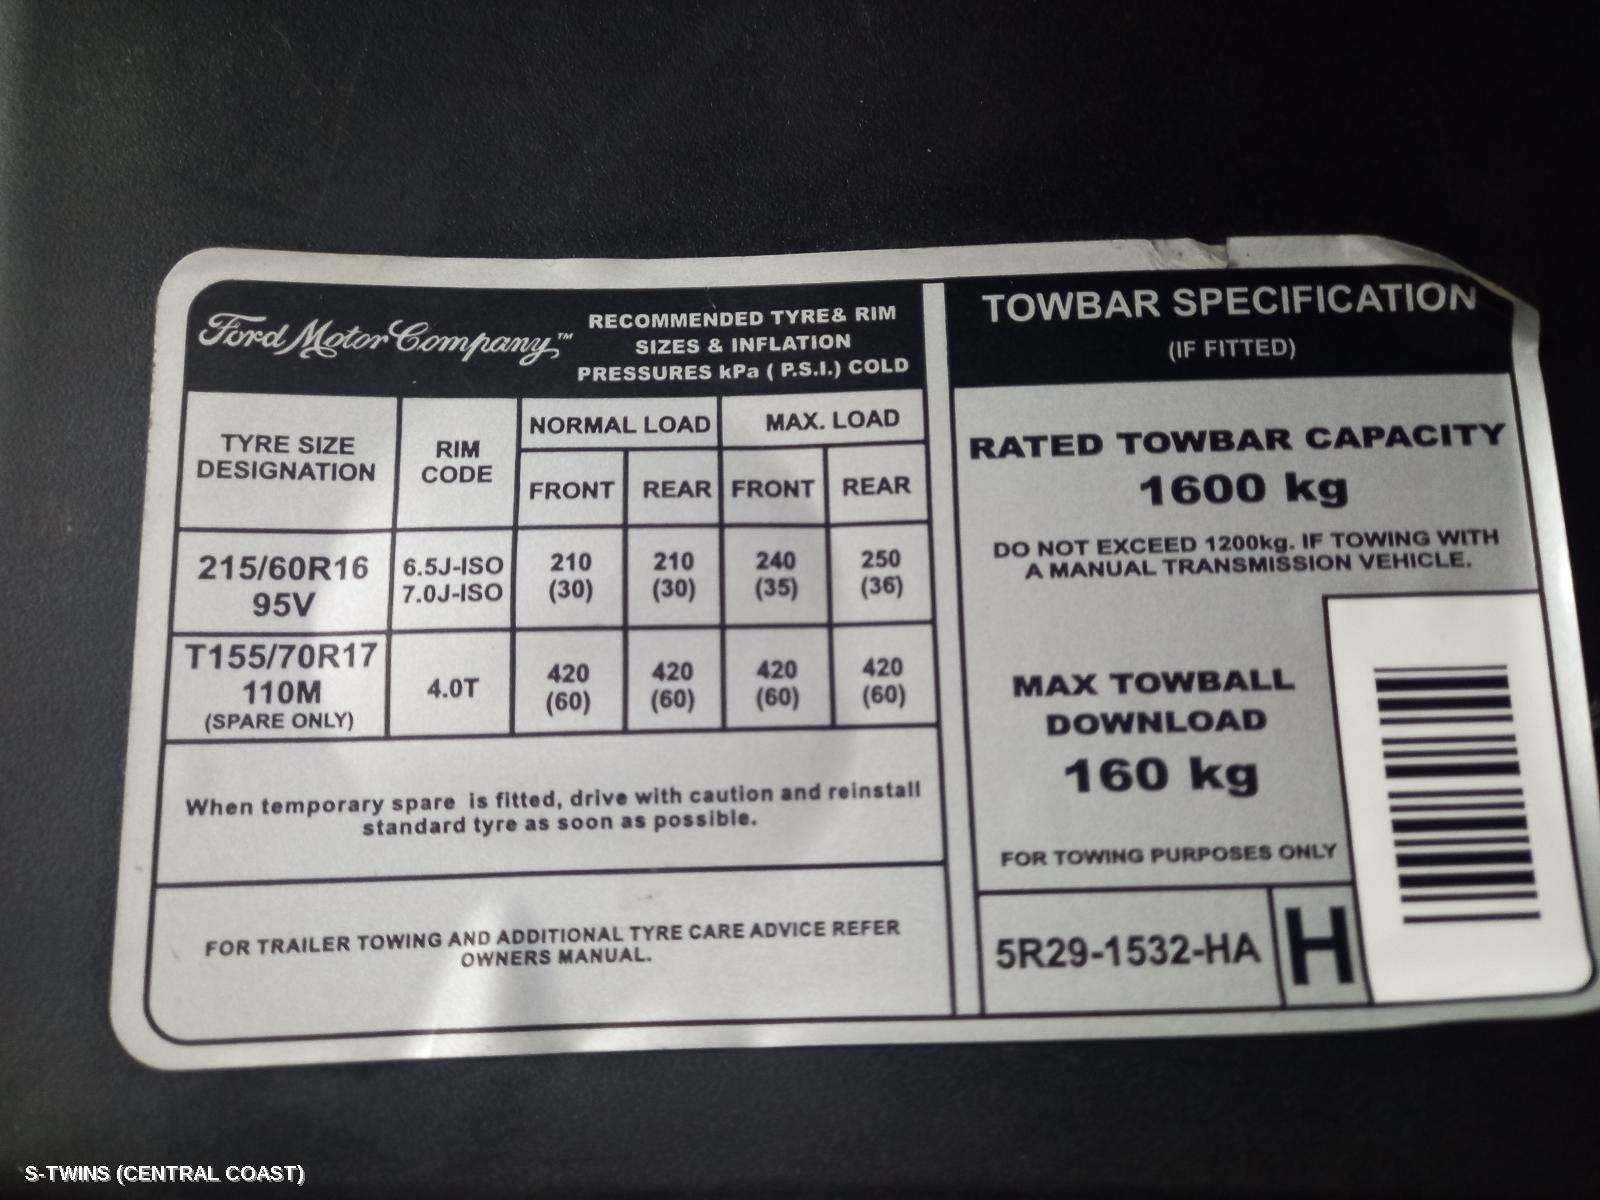 Ford Motor Company™
RECOMMENDED TYRE& RIM
SIZES & INFLATION
PRESSURES kPa ( P.S.I.) COLD
TYRE SIZE
DESIGNATION
RIM
CODE
NORMAL LOAD
MAX. LOAD
FRONT
REAR
FRONT
REAR
215/60R16
95V
6.5J-ISO
7.0J-ISO
210
(30)
210
(30)
240
(35)
250
(36)
T155/70R17
110M
(SPARE ONLY)
4.0T
420
(60)
420
(60)
420
(60)
420
(60)
When temporary spare is fitted, drive with caution and reinstall
standard tyre as soon as possible.
FOR TRAILER TOWING AND ADDITIONAL TYRE CARE ADVICE REFER
OWNERS MANUAL.
TOWBAR SPECIFICATION
(IF FITTED)
RATED TOWBAR CAPACITY
1600 kg
DO NOT EXCEED 1200kg. IF TOWING WITH
A MANUAL TRANSMISSION VEHICLE.
MAX TOWBALL
DOWNLOAD
160 kg
FOR TOWING PURPOSES ONLY
5R29-1532-HA
H
S-TWINS (CENTRAL COAST)